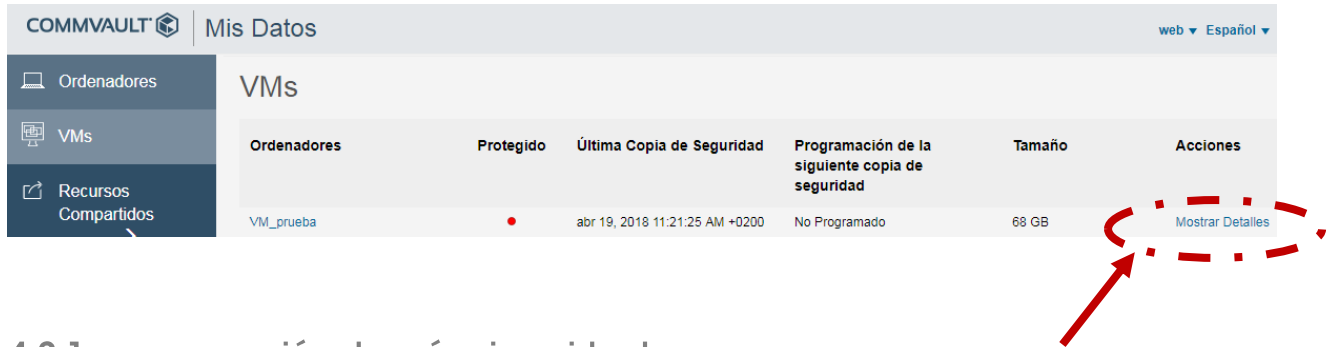 COMMVAULT Mis Datos
web Español
Ordenadores
VMs
Recursos
Compartidos
VMs
Ordenadores Protegido Última Copia de Seguridad Programación de la siguiente copia de seguridad Tamaño Acciones
VM_prueba abr 19, 2018 11:21:25 AM +0200 No Programado 68 GB Mostrar Detalles